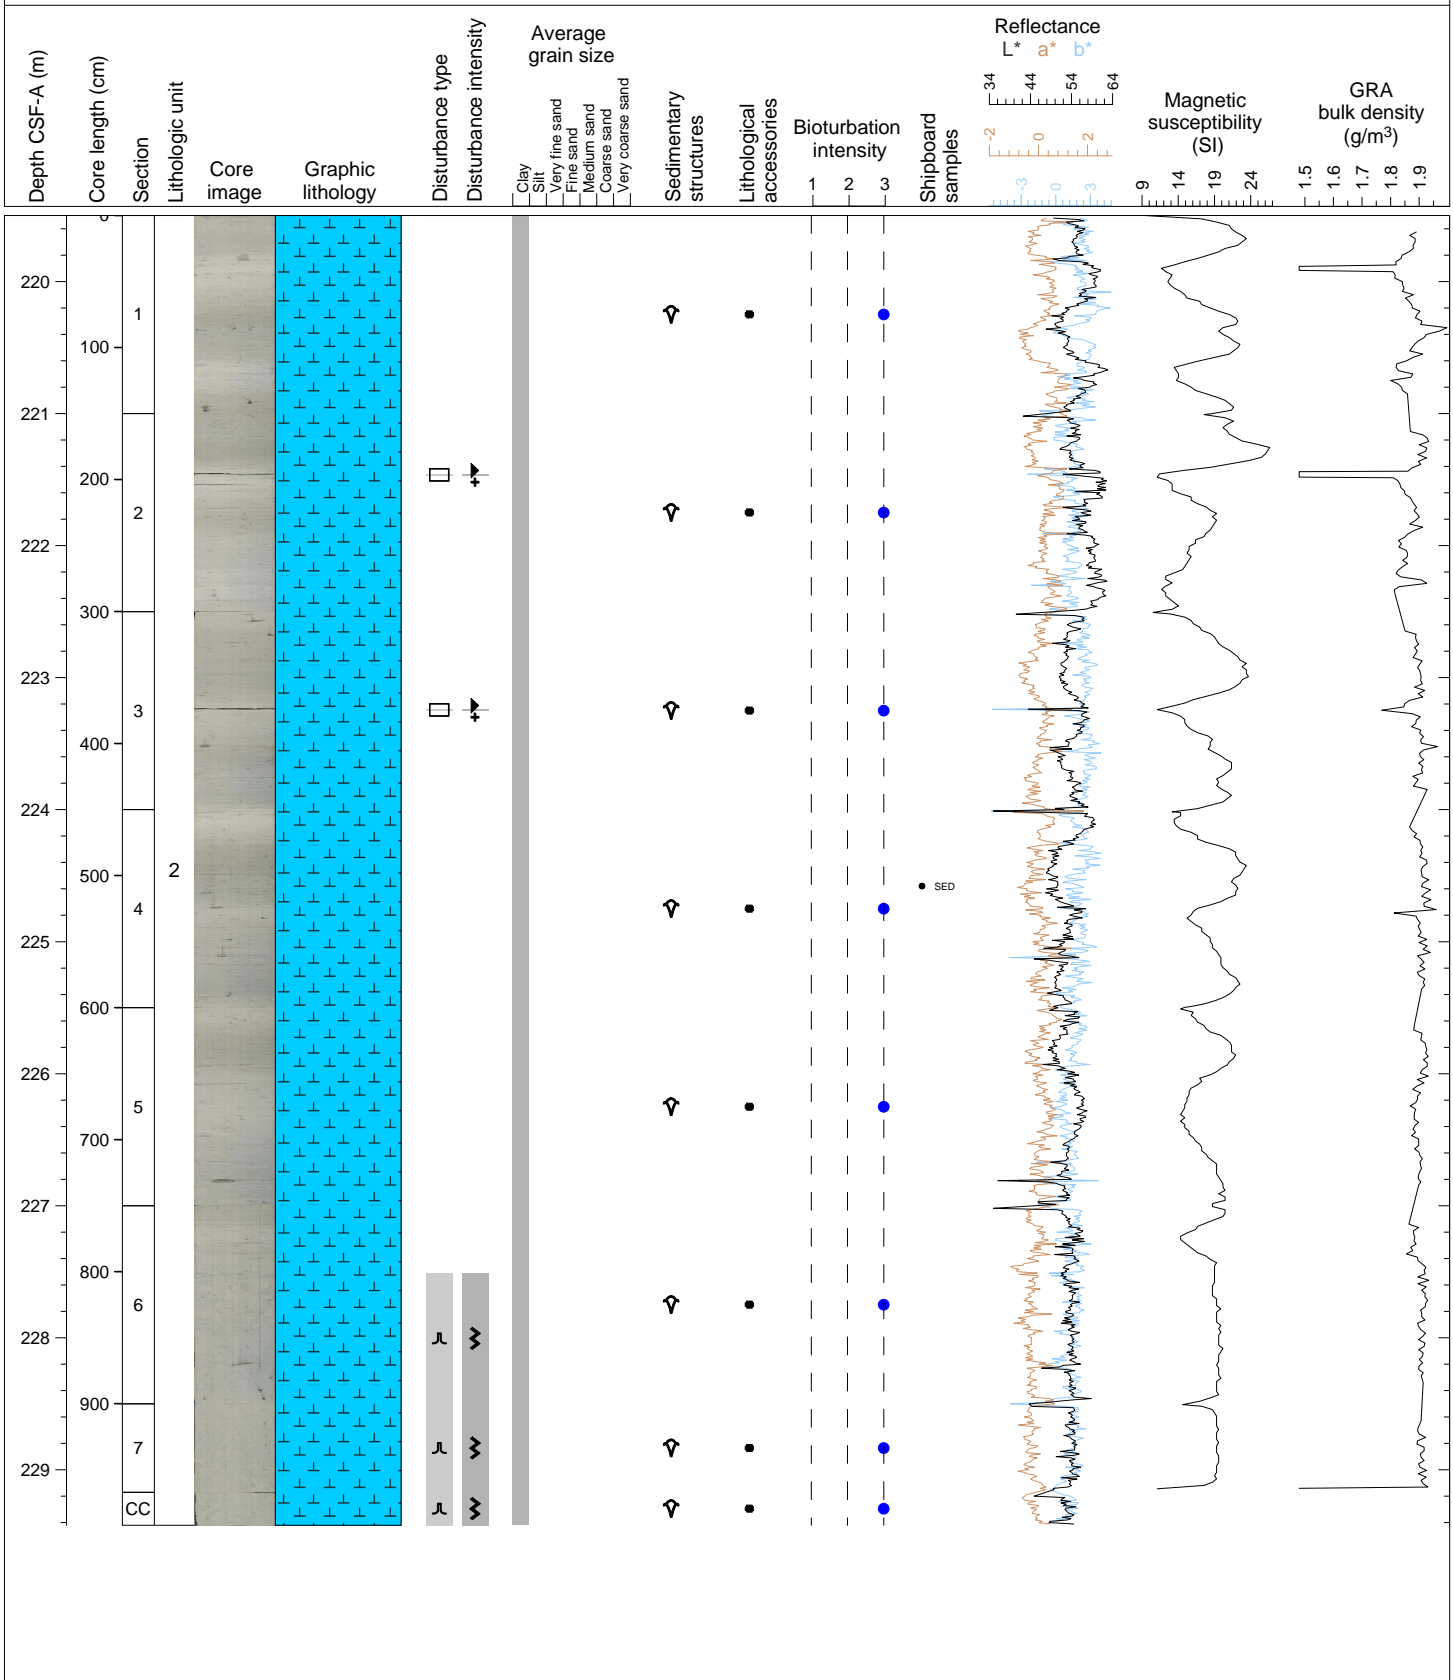 Depth CSF-A (m)
Core length (cm)
Section
Lithologic unit
Core
image
Graphic
lithology
Disturbance type
Disturbance intensity
Average
grain size
Clay
Silt
Very fine sand
Fine sand
Medium sand
Coarse sand
Very coarse sand
Sedimentary
structures
Lithological
accessories
Bioturbation
intensity
1 2 3
Shipboard
samples
Reflectance
L* a* b*
34 44 54 64
-2 0 2
-3 0 3
Magnetic
susceptibility
(SI)
9 14 19 24
GRA
bulk density
(g/m³)
1.5 1.6 1.7 1.8 1.9
0
220
1
100
221
200
2
222
300
223
3
400
224
2
500
SED
4
225
600
226
5
700
227
800
6
228
900
7
229
CC